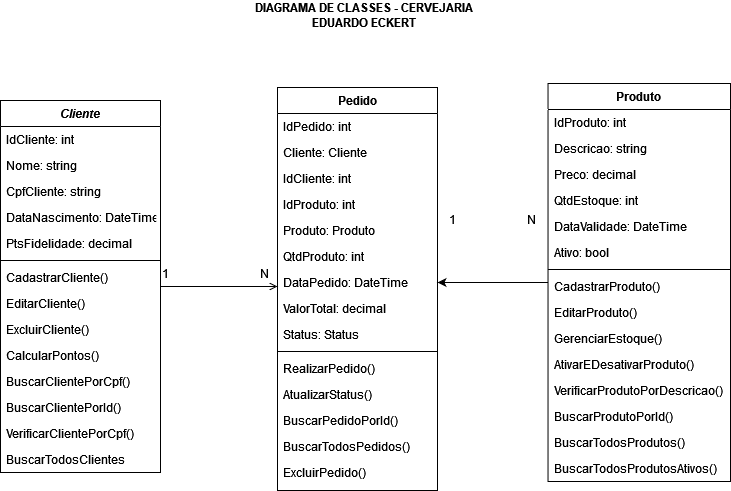 DIAGRAMA DE CLASSES - CERVEJARIA
EDUARDO ECKERT
Cliente
IdCliente: int
Nome: string
CpfCliente: string
DataNascimento: DateTime
PtsFidelidade: decimal
CadastrarCliente()
EditarCliente()
ExcluirCliente()
CalcularPontos()
BuscarClientePorCpf()
BuscarClientePorId()
VerificarClientePorCpf()
BuscarTodosClientes
1
N
Pedido
IdPedido: int
Cliente: Cliente
IdCliente: int
IdProduto: int
Produto: Produto
QtdProduto: int
DataPedido: DateTime
ValorTotal: decimal
Status: Status
RealizarPedido()
AtualizarStatus()
BuscarPedidoPorId()
BuscarTodosPedidos()
ExcluirPedido()
1
N
Produto
IdProduto: int
Descricao: string
Preco: decimal
QtdEstoque: int
DataValidade: DateTime
Ativo: bool
CadastrarProduto()
EditarProduto()
GerenciarEstoque()
AtivarEDesativarProduto()
VerificarProdutoPorDescricao()
BuscarProdutoPorId()
BuscarTodosProdutos()
BuscarTodosProdutosAtivos()